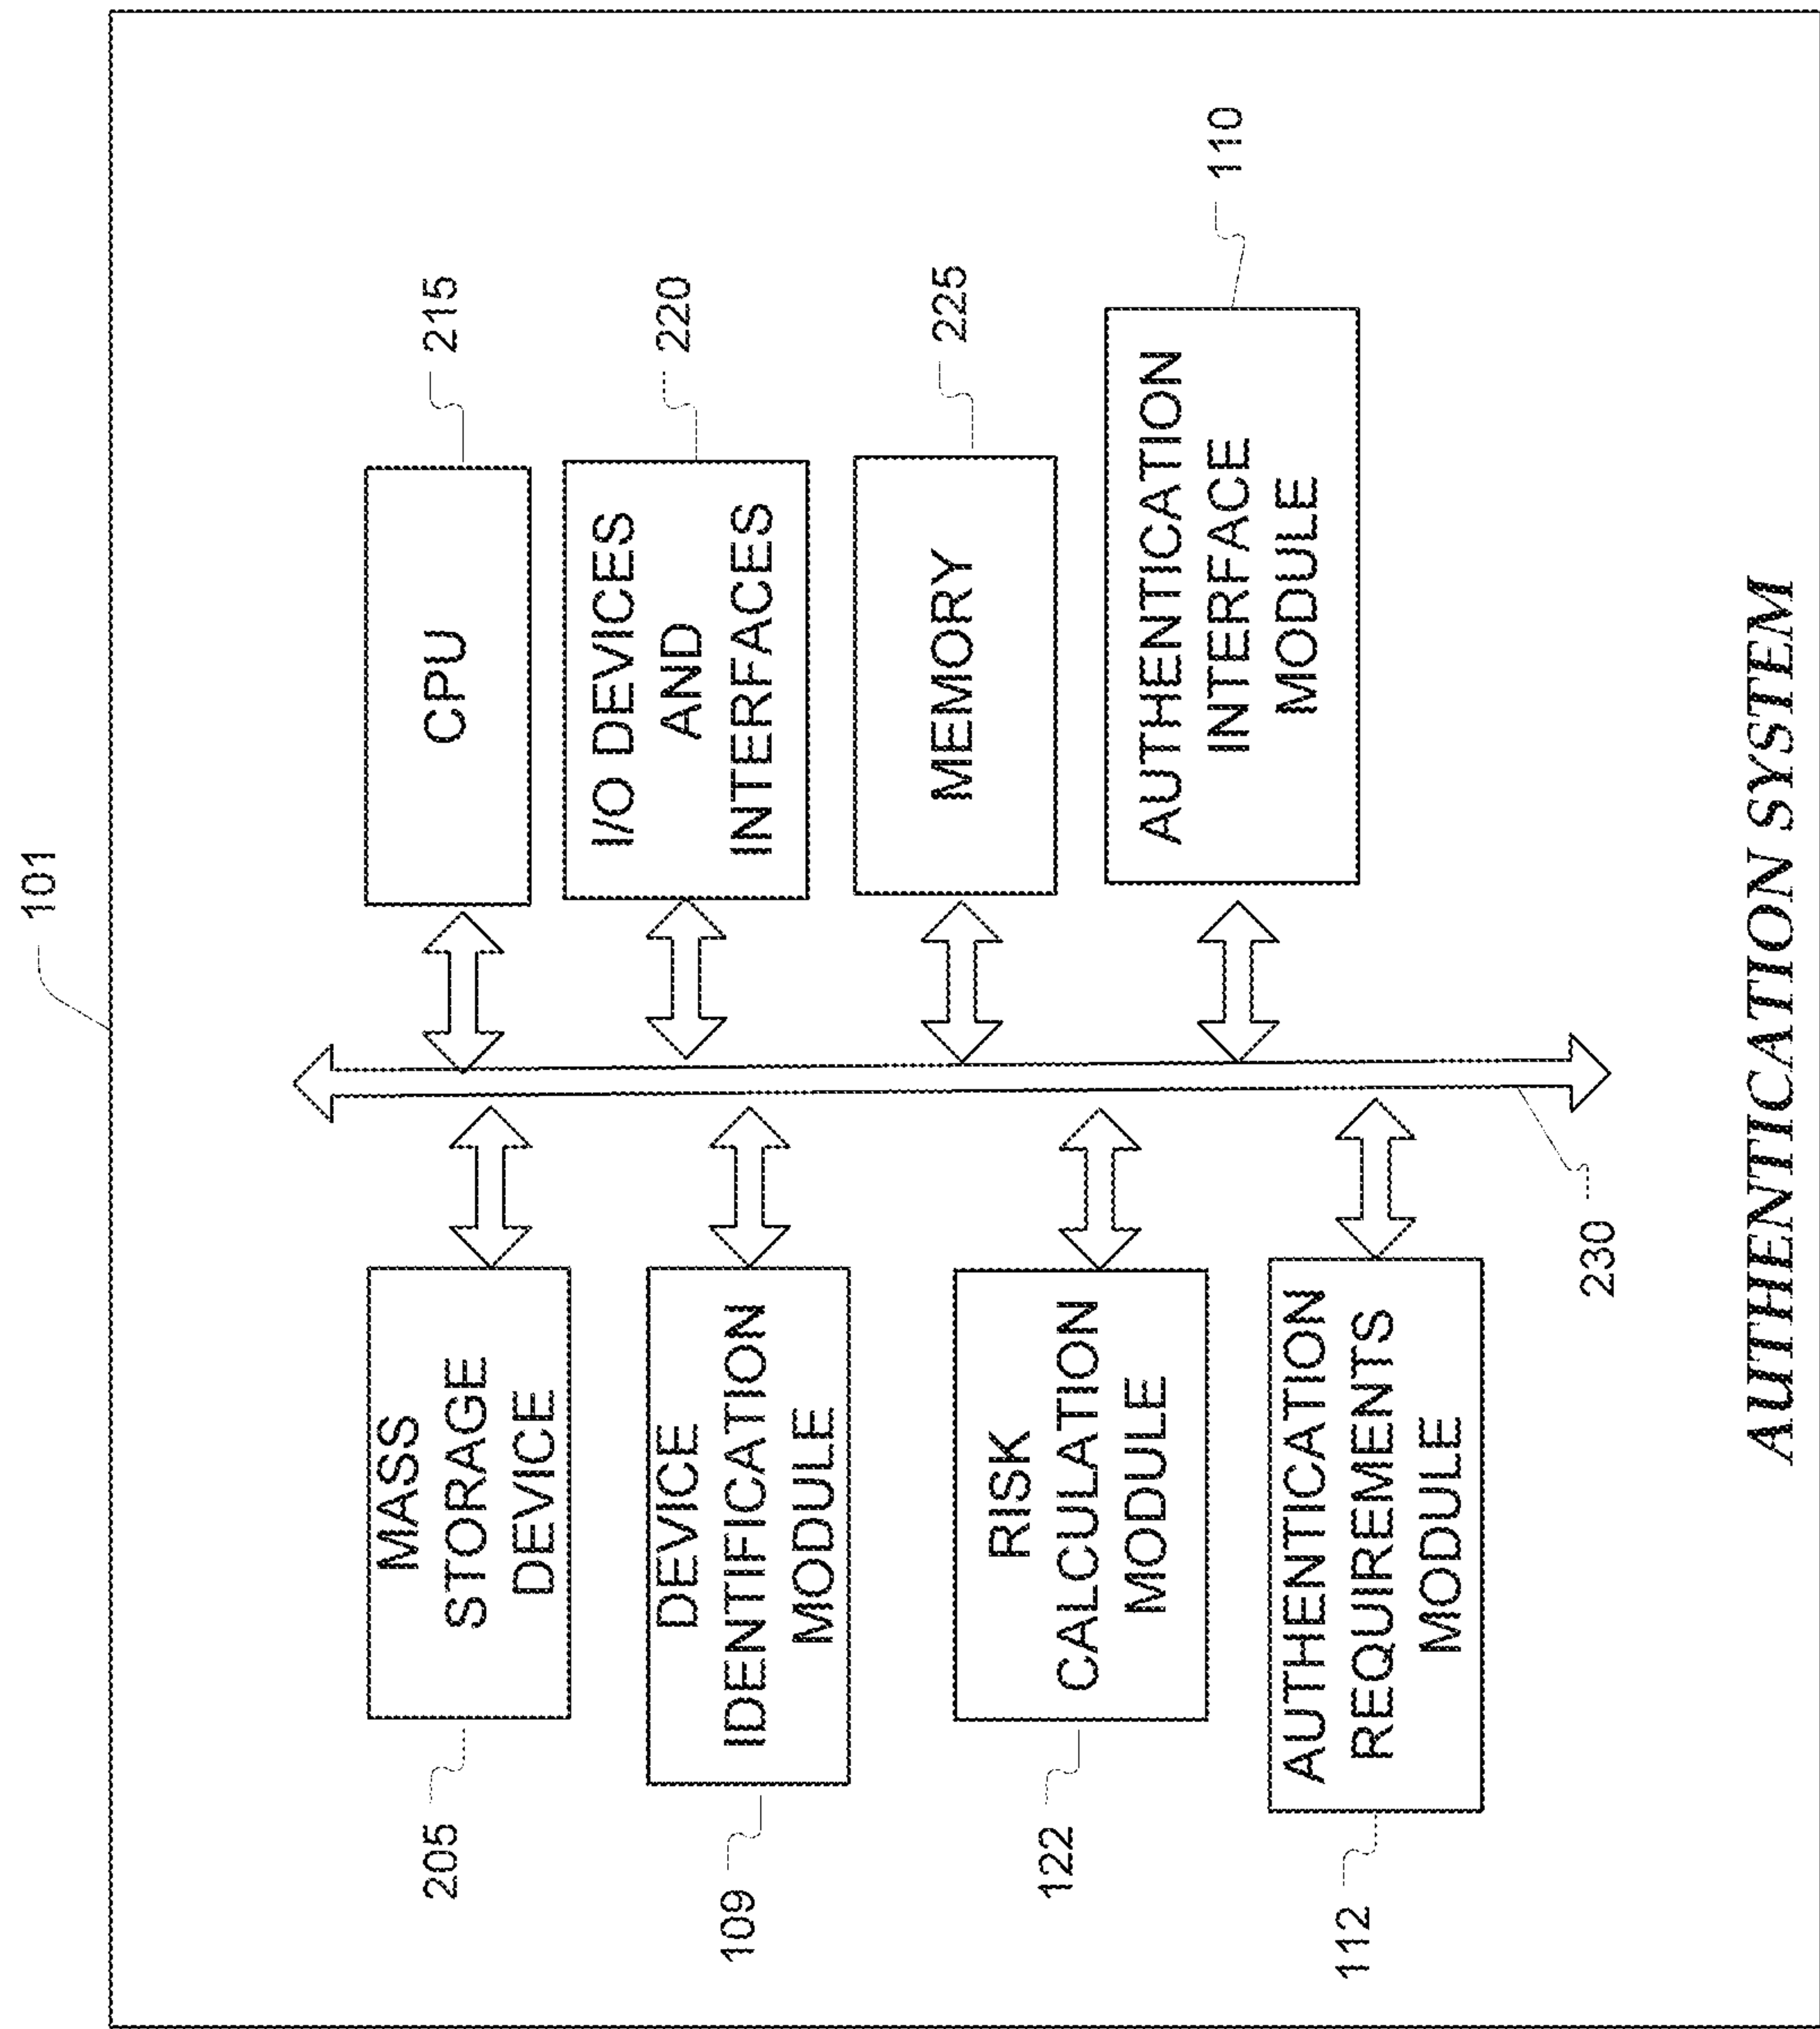 101
MASS
STORAGE
DEVICE
205
DEVICE
IDENTIFICATION
MODULE
109
RISK
CALCULATION
MODULE
122
AUTHENTICATION
REQUIREMENTS
MODULE
112
CPU
215
I/O DEVICES
AND
INTERFACES
220
MEMORY
225
AUTHENTICATION
INTERFACE
MODULE
110
230
AUTHENTICATION SYSTEM